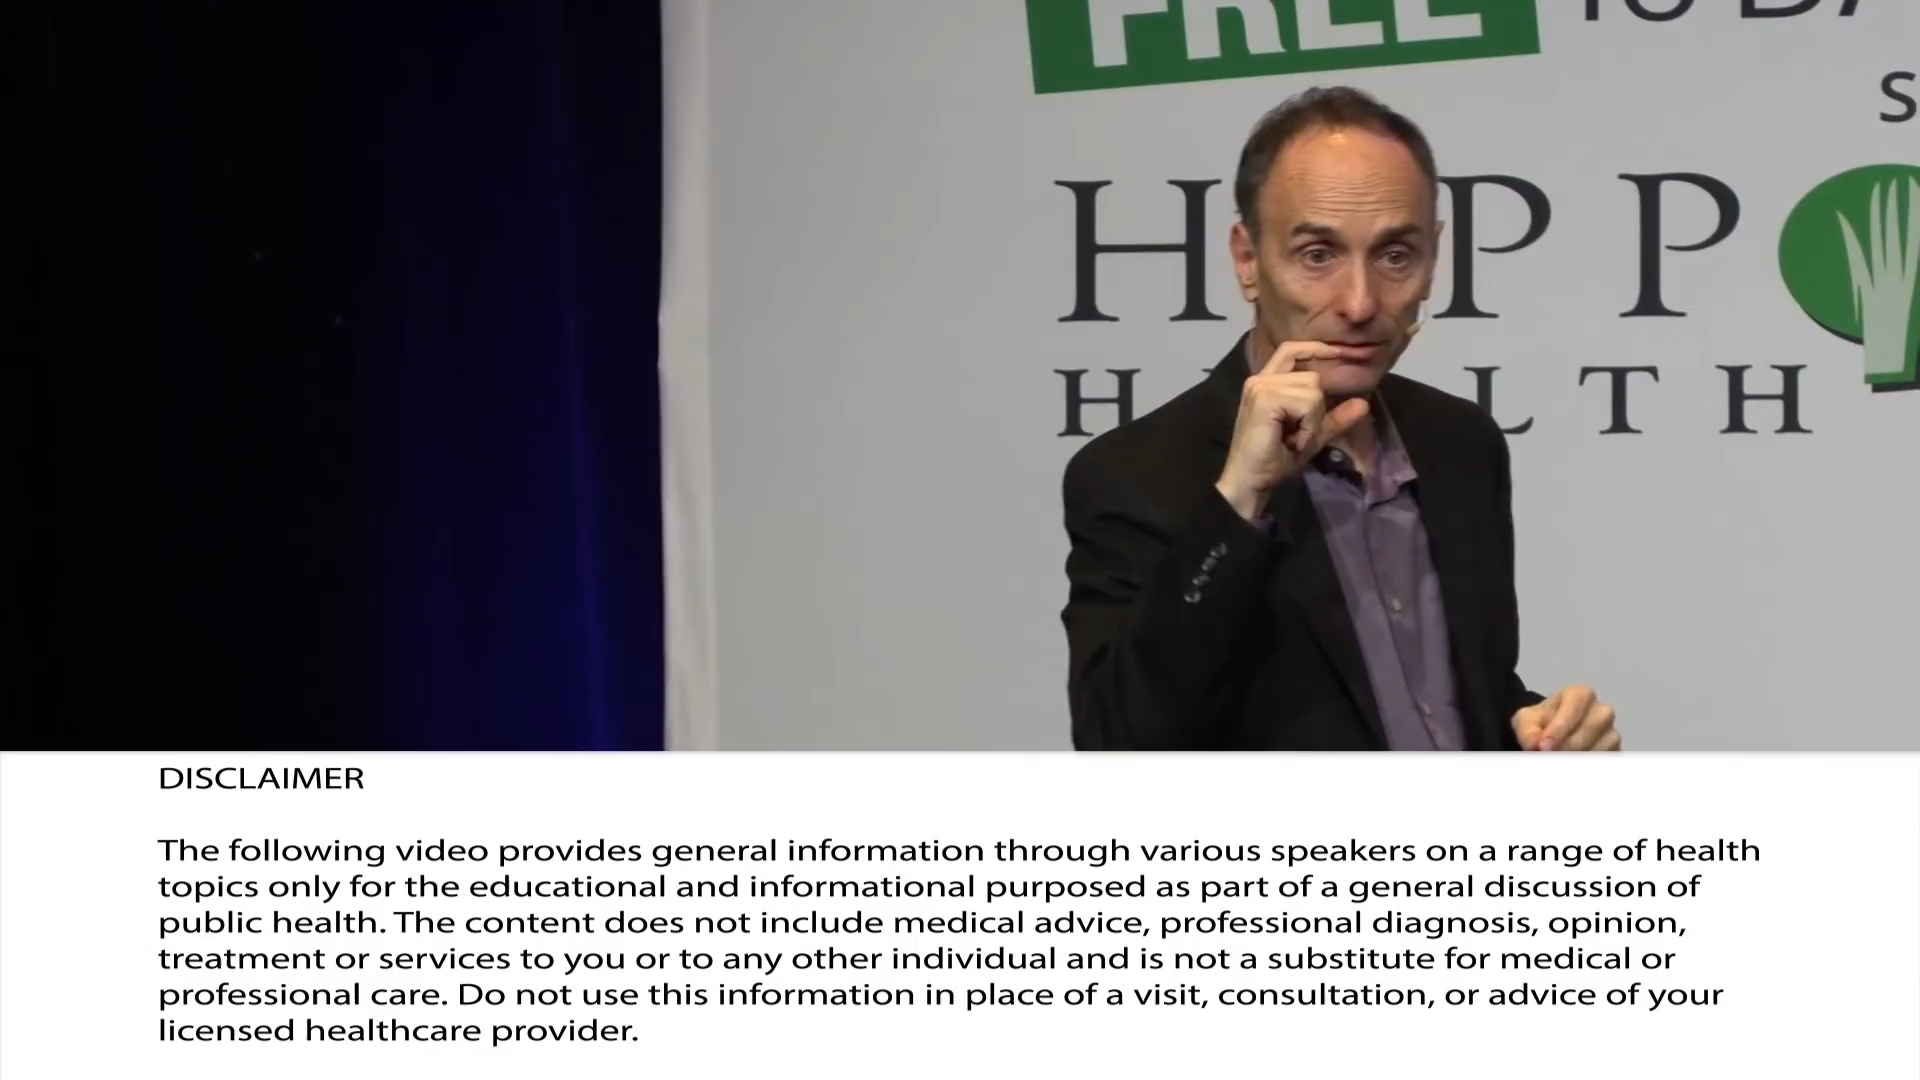 FREE
H PP
H LTH
DISCLAIMER
The following video provides general information through various speakers on a range of health
topics only for the educational and informational purposed as part of a general discussion of
public health. The content does not include medical advice, professional diagnosis, opinion,
treatment or services to you or to any other individual and is not a substitute for medical or
professional care. Do not use this information in place of a visit, consultation, or advice of your
licensed healthcare provider.